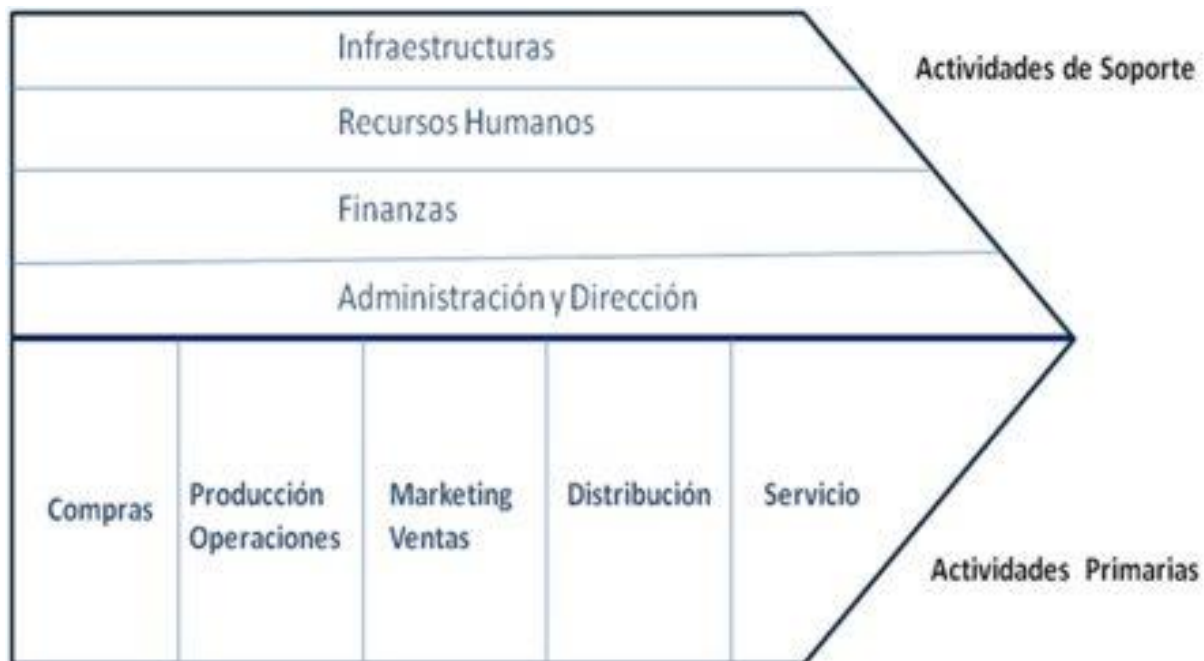 Infraestructuras
Actividades de Soporte
Recursos Humanos
Finanzas
Administración y Dirección
Compras
Producción
Operaciones
Marketing
Ventas
Distribución
Servicio
Actividades Primarias